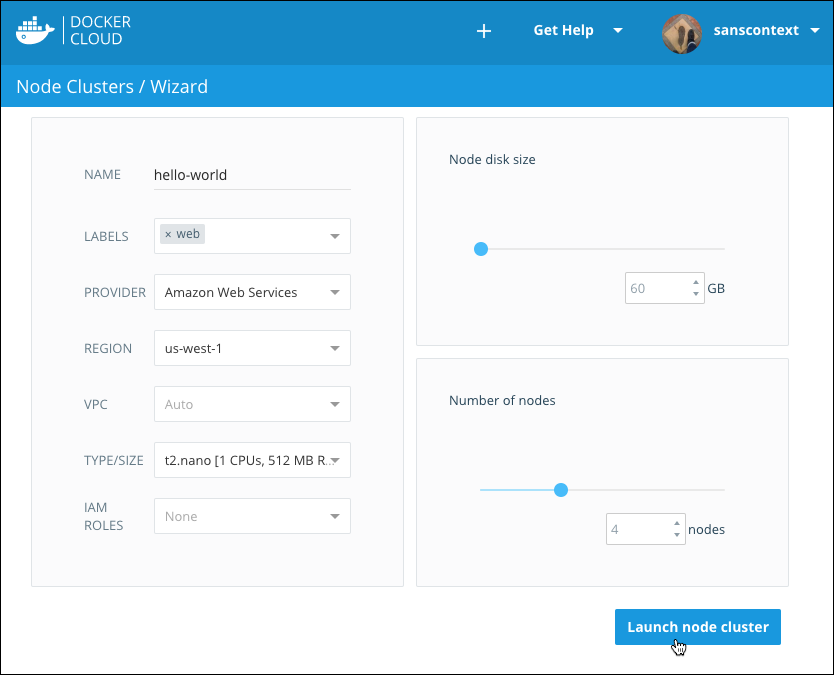 DOCKER
CLOUD
+
Get Help
sanscontext
Node Clusters / Wizard
NAME
hello-world
LABELS
× web
PROVIDER
Amazon Web Services
REGION
us-west-1
VPC
Auto
TYPE/SIZE
t2.nano [1 CPUs, 512 MB R...
IAM
ROLES
None
Node disk size
60
GB
Number of nodes
4
nodes
Launch node cluster